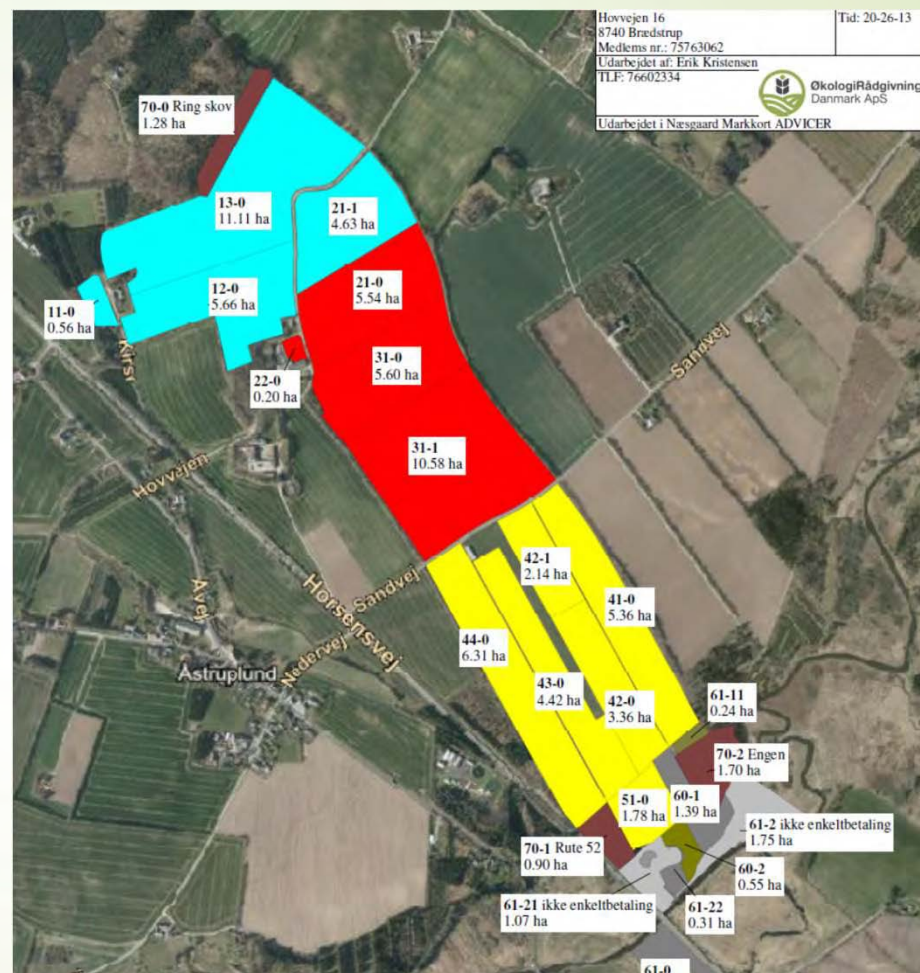 Hovvejen 16
8740 Brædstrup
Medlems nr.: 75763062
Udarbejdet af: Erik Kristensen
TLF: 76602334
Tid: 20-26-13
ØkologiRådgivning
Danmark ApS
Udarbejdet i Næsgaard Markkort ADVICER
70-0 Ring skov
1.28 ha
13-0
11.11 ha
21-1
4.63 ha
12-0
5.66 ha
21-0
5.54 ha
11-0
0.56 ha
31-0
5.60 ha
22-0
0.20 ha
Sandvej
31-1
10.58 ha
Hovvejen
42-1
2.14 ha
Horsensvej
Sandvej
Avej
41-0
5.36 ha
44-0
6.31 ha
Nedervej
Åstruplund
43-0
4.42 ha
42-0
3.36 ha
61-11
0.24 ha
70-2 Engen
1.70 ha
51-0
1.78 ha
60-1
1.39 ha
61-2 ikke enkeltbetaling
1.75 ha
70-1 Rute 52
0.90 ha
60-2
0.55 ha
61-21 ikke enkeltbetaling
1.07 ha
61-22
0.31 ha
61-0